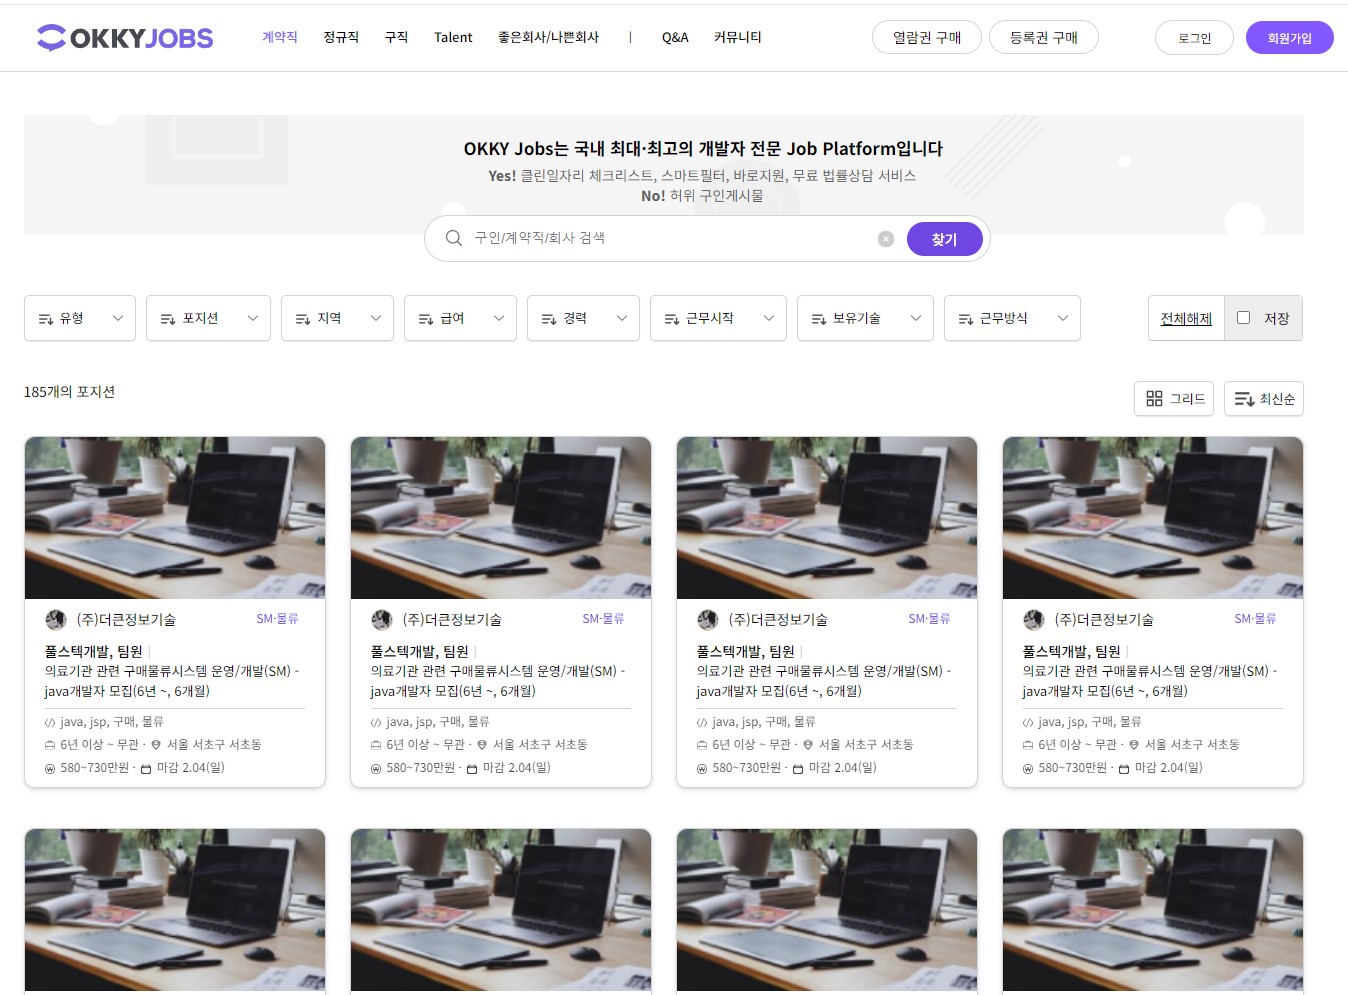 OKKYJOBS 계약직 정규직 구직 Talent 좋은회사/나쁜회사 | Q&A 커뮤니티 열람권 구매 등록권 구매 로그인 회원가입
OKKY Jobs는 국내 최대·최고의 개발자 전문 Job Platform입니다
Yes! 클린일자리 체크리스트, 스마트필터, 바로지원, 무료 법률상담 서비스
No! 허위 구인게시물
구인/계약직/회사 검색 찾기
유형 포지션 지역 급여 경력 근무시작 보유기술 근무방식 전체해제 저장
185개의 포지션 그리드 최신순
(주)더큰정보기술 SM·물류
풀스텍개발, 팀원 |
의료기관 관련 구매물류시스템 운영/개발(SM) -
java개발자 모집(6년 ~, 6개월)
java, jsp, 구매, 물류
6년 이상 ~ 무관 · 서울 서초구 서초동
580~730만원 · 마감 2.04(일)
(주)더큰정보기술 SM·물류
풀스텍개발, 팀원 |
의료기관 관련 구매물류시스템 운영/개발(SM) -
java개발자 모집(6년 ~, 6개월)
java, jsp, 구매, 물류
6년 이상 ~ 무관 · 서울 서초구 서초동
580~730만원 · 마감 2.04(일)
(주)더큰정보기술 SM·물류
풀스텍개발, 팀원 |
의료기관 관련 구매물류시스템 운영/개발(SM) -
java개발자 모집(6년 ~, 6개월)
java, jsp, 구매, 물류
6년 이상 ~ 무관 · 서울 서초구 서초동
580~730만원 · 마감 2.04(일)
(주)더큰정보기술 SM·물류
풀스텍개발, 팀원 |
의료기관 관련 구매물류시스템 운영/개발(SM) -
java개발자 모집(6년 ~, 6개월)
java, jsp, 구매, 물류
6년 이상 ~ 무관 · 서울 서초구 서초동
580~730만원 · 마감 2.04(일)